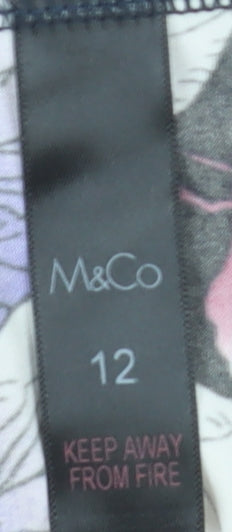 M&Co
12
KEEP AWAY
FROM FIRE